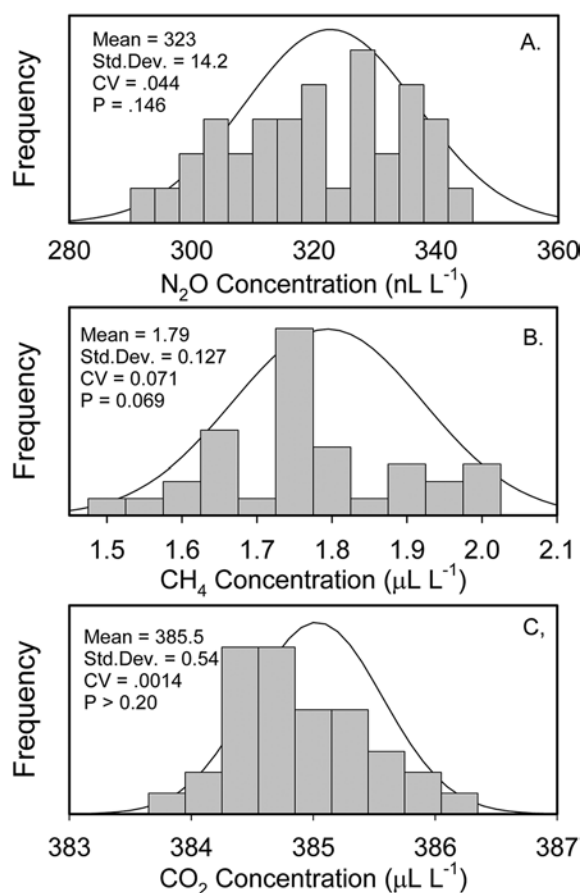 Mean = 323
Std.Dev. = 14.2
CV = .044
P = .146
A.
Frequency
280 300 320 340 360
N₂O Concentration (nL L⁻¹)
Mean = 1.79
Std.Dev. = 0.127
CV = 0.071
P = 0.069
B.
Frequency
1.5 1.6 1.7 1.8 1.9 2.0 2.1
CH₄ Concentration (µL L⁻¹)
Mean = 385.5
Std.Dev. = 0.54
CV = .0014
P > 0.20
C,
Frequency
383 384 385 386 387
CO₂ Concentration (µL L⁻¹)